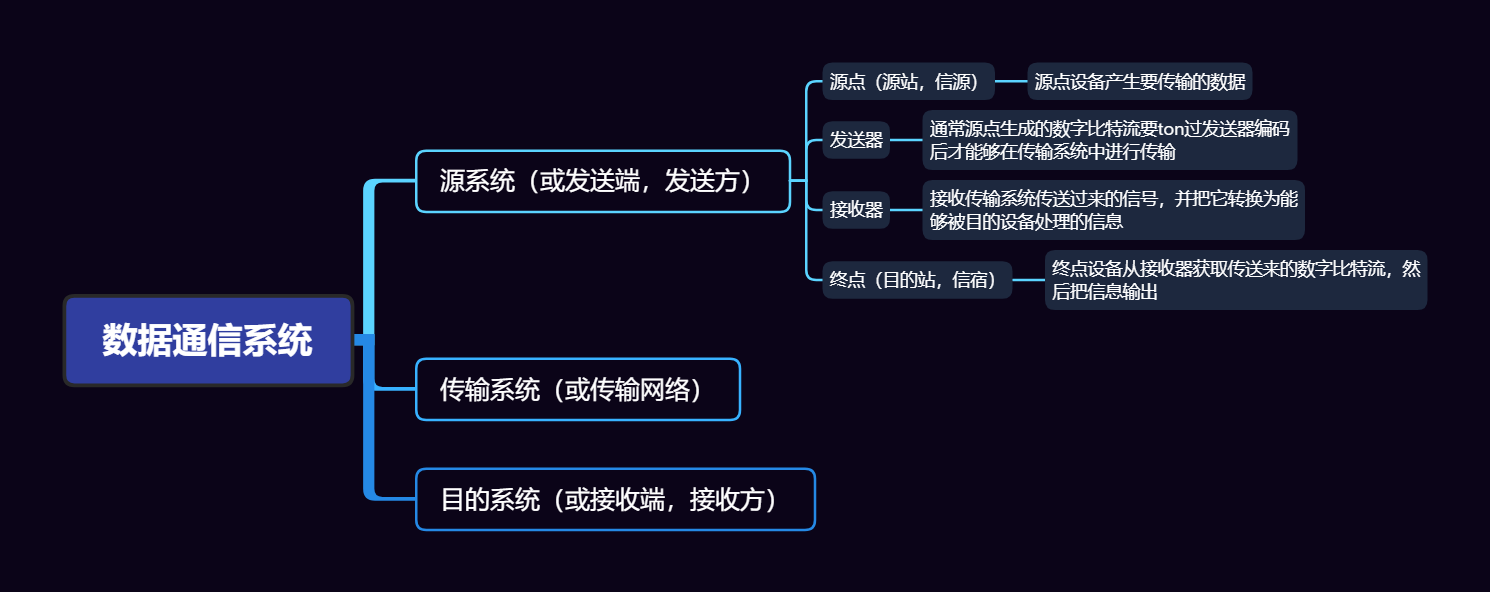 数据通信系统
源系统（或发送端，发送方）
源点（源站，信源）
源点设备产生要传输的数据
发送器
通常源点生成的数字比特流要ton过发送器编码
后才能够在传输系统中进行传输
接收器
接收传输系统传送过来的信号，并把它转换为能
够被目的设备处理的信息
终点（目的站，信宿）
终点设备从接收器获取传送来的数字比特流，然
后把信息输出
传输系统（或传输网络）
目的系统（或接收端，接收方）